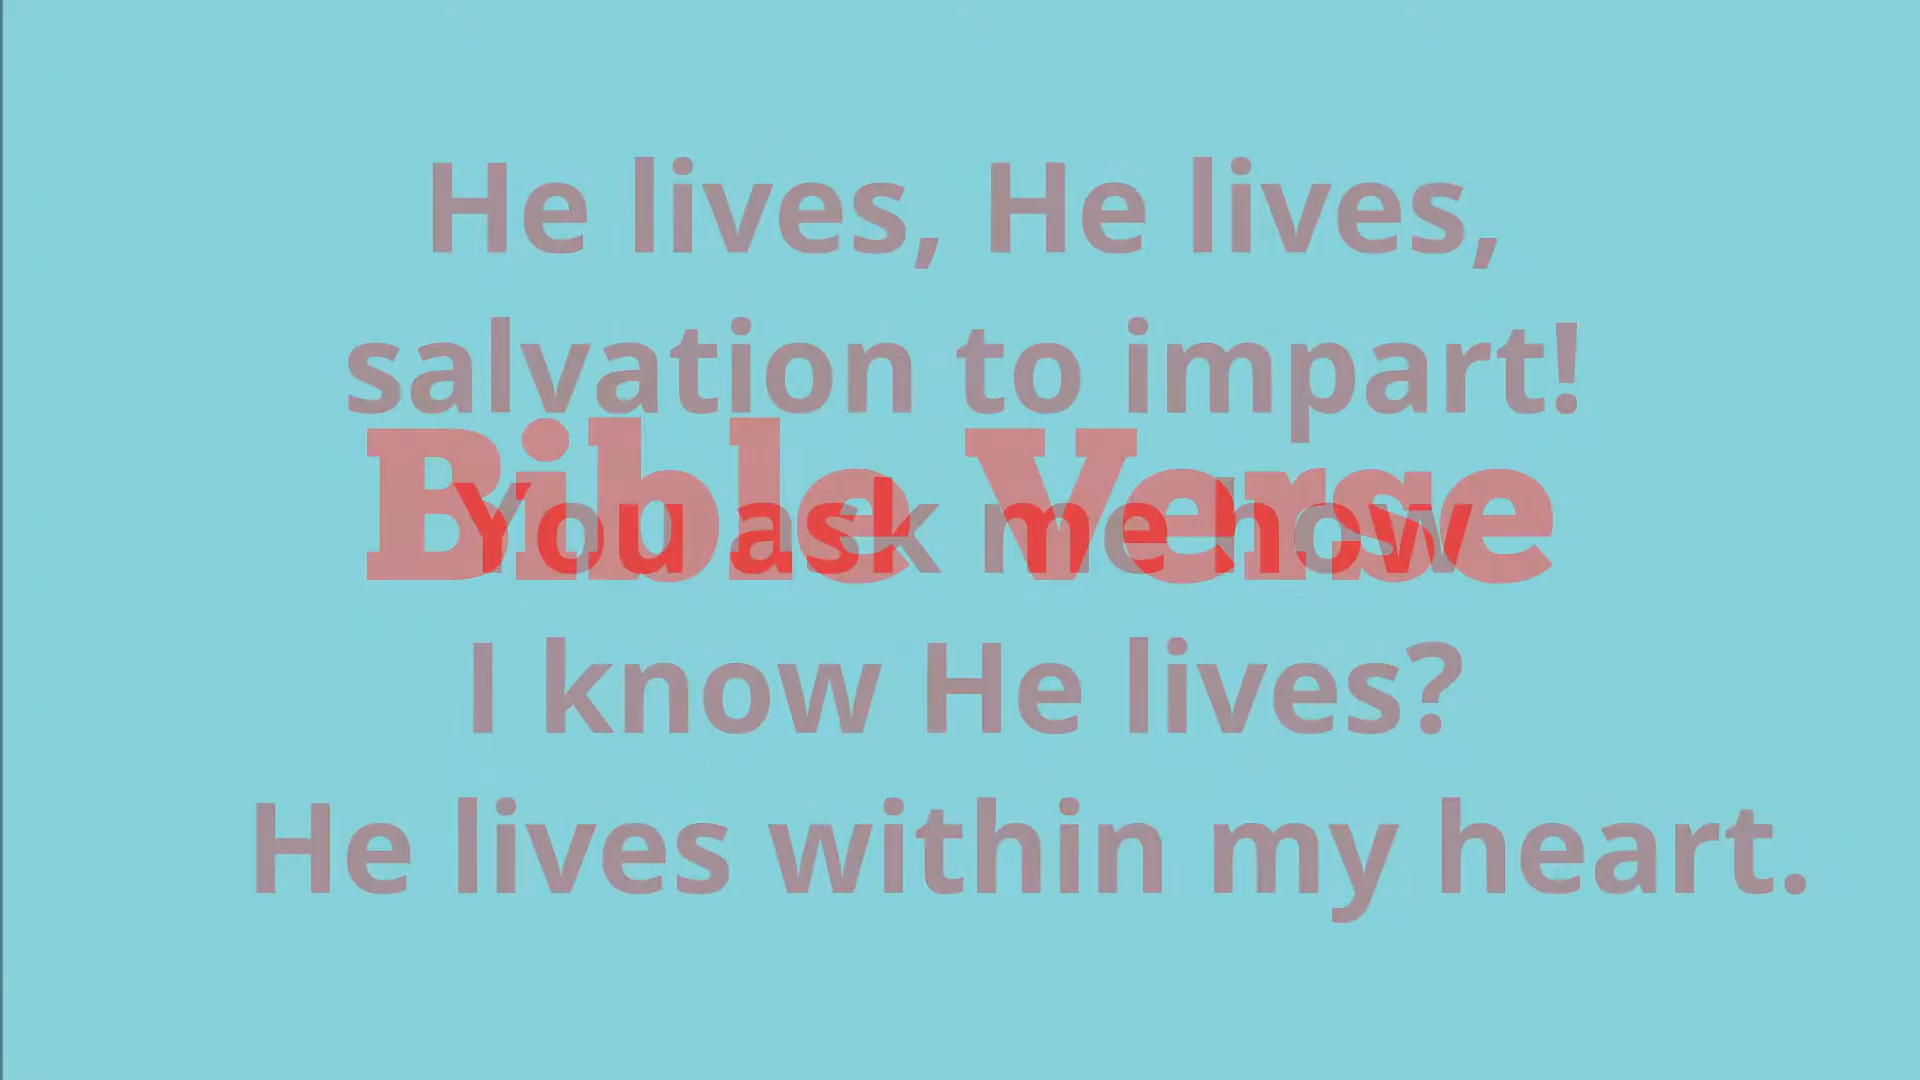 He lives, He lives,
salvation to impart!
Bible Verse
You ask me how
I know He lives?
He lives within my heart.